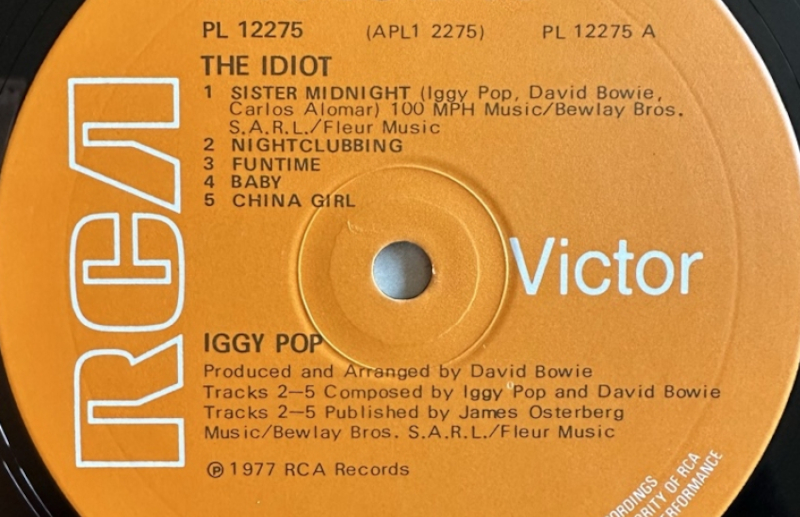 PL 12275 (APL1 2275) PL 12275 A
THE IDIOT
1 SISTER MIDNIGHT (Iggy Pop, David Bowie,
Carlos Alomar) 100 MPH Music/Bewlay Bros.
S.A.R.L./Fleur Music
2 NIGHTCLUBBING
3 FUNTIME
4 BABY
5 CHINA GIRL
RCA
Victor
IGGY POP
Produced and Arranged by David Bowie
Tracks 2—5 Composed by Iggy Pop and David Bowie
Tracks 2—5 Published by James Osterberg
Music/Bewlay Bros. S.A.R.L./Fleur Music
℗ 1977 RCA Records
OF RCA